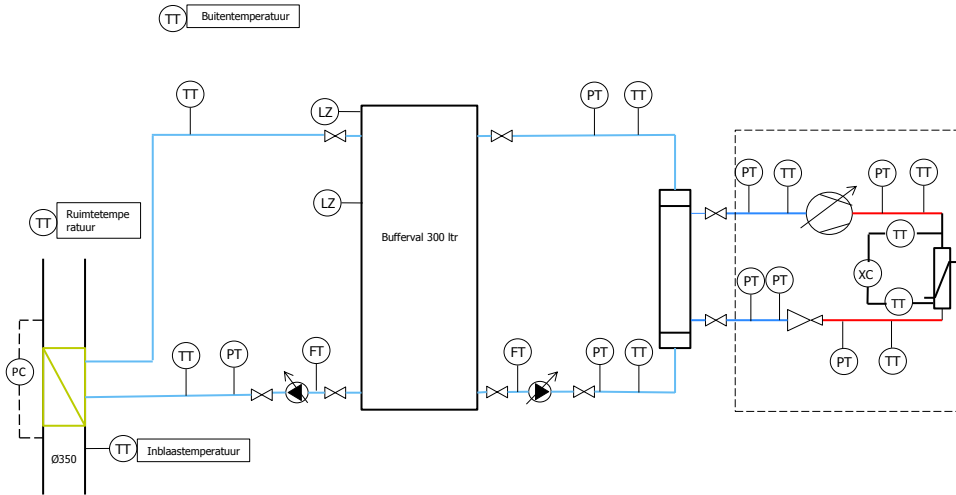 TT
Buitentemperatuur
TT
LZ
PT
TT
PT
TT
PT
TT
LZ
TT
Ruimtetempe
ratuur
TT
Bufferval 300 ltr
XC
PT
PT
TT
PC
TT
PT
FT
FT
PT
TT
PT
TT
TT
Inblaastemperatuur
Ø350